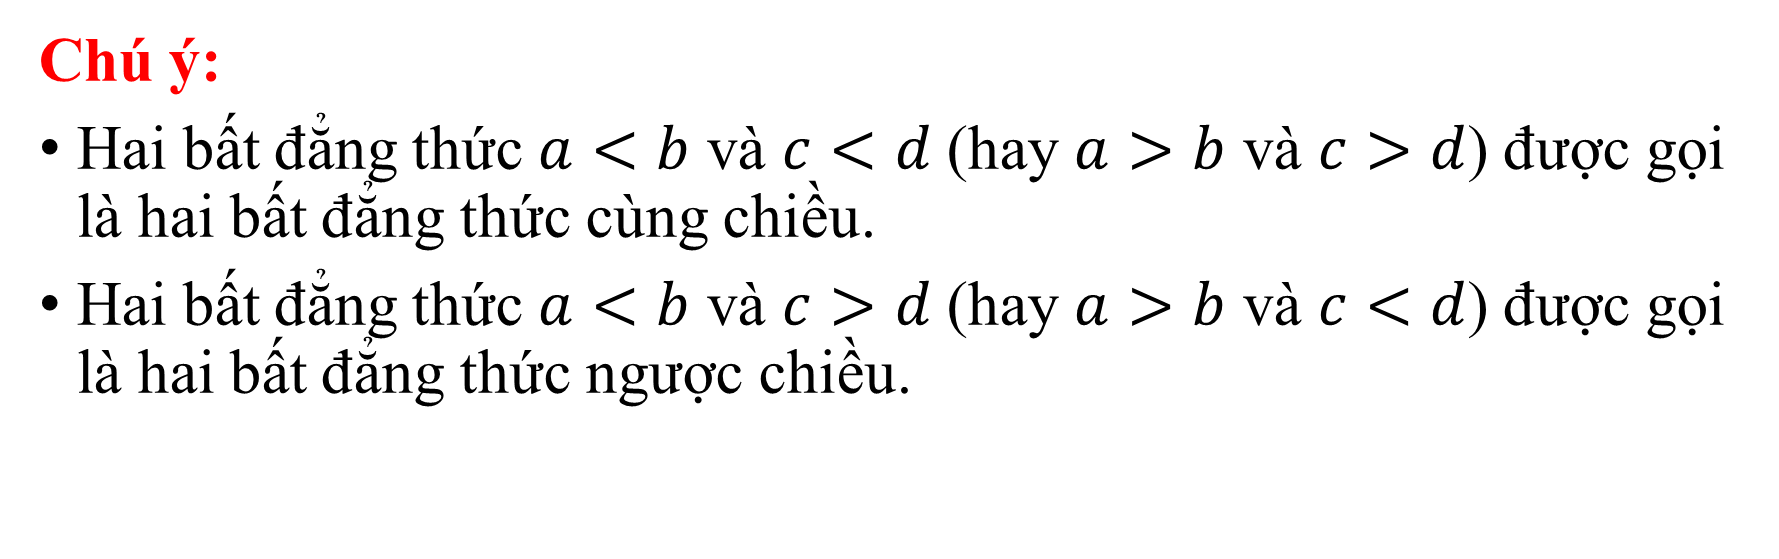 Chú ý:
• Hai bất đẳng thức a < b và c < d (hay a > b và c > d) được gọi
là hai bất đẳng thức cùng chiều.
• Hai bất đẳng thức a < b và c > d (hay a > b và c < d) được gọi
là hai bất đẳng thức ngược chiều.